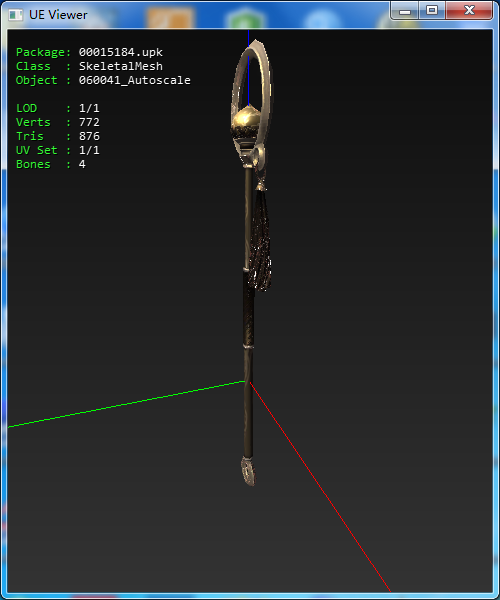 UE Viewer
Package: 00015184.upk
Class : SkeletalMesh
Object : 060041_Autoscale
LOD : 1/1
Verts : 772
Tris : 876
UV Set : 1/1
Bones : 4